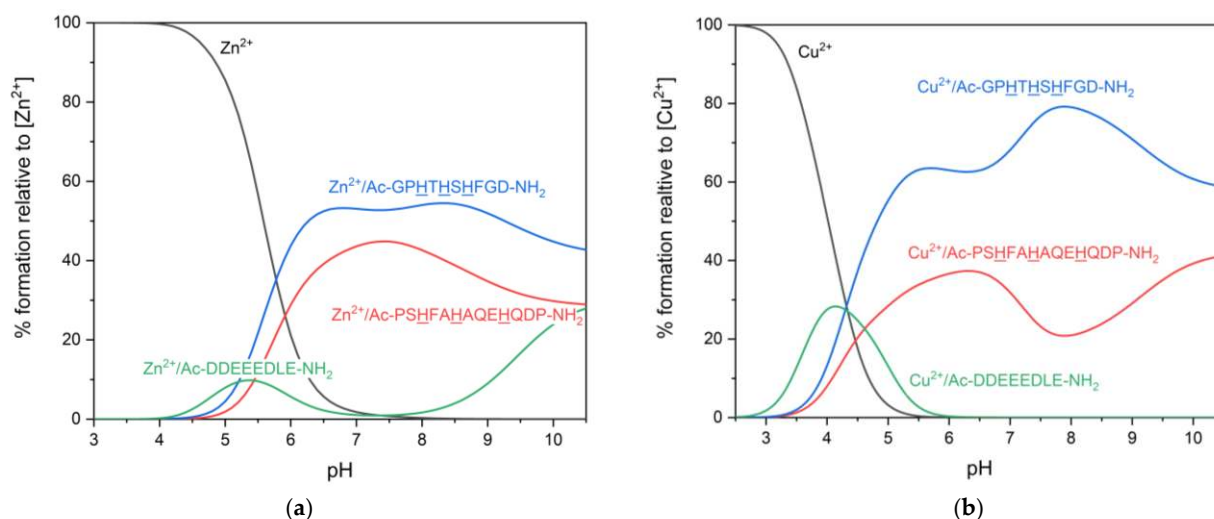 100
80
60
40
20
0
% formation relative to [Zn²⁺]
Zn²⁺
Zn²⁺/Ac-GPHTHSHFGD-NH₂
Zn²⁺/Ac-PSHFAHAQEHQDP-NH₂
Zn²⁺/Ac-DDEEEDLE-NH₂
3 4 5 6 7 8 9 10
pH
(a)
100
80
60
40
20
0
% formation realtive to [Cu²⁺]
Cu²⁺
Cu²⁺/Ac-GPHTHSHFGD-NH₂
Cu²⁺/Ac-PSHFAHAQEHQDP-NH₂
Cu²⁺/Ac-DDEEEDLE-NH₂
3 4 5 6 7 8 9 10
pH
(b)